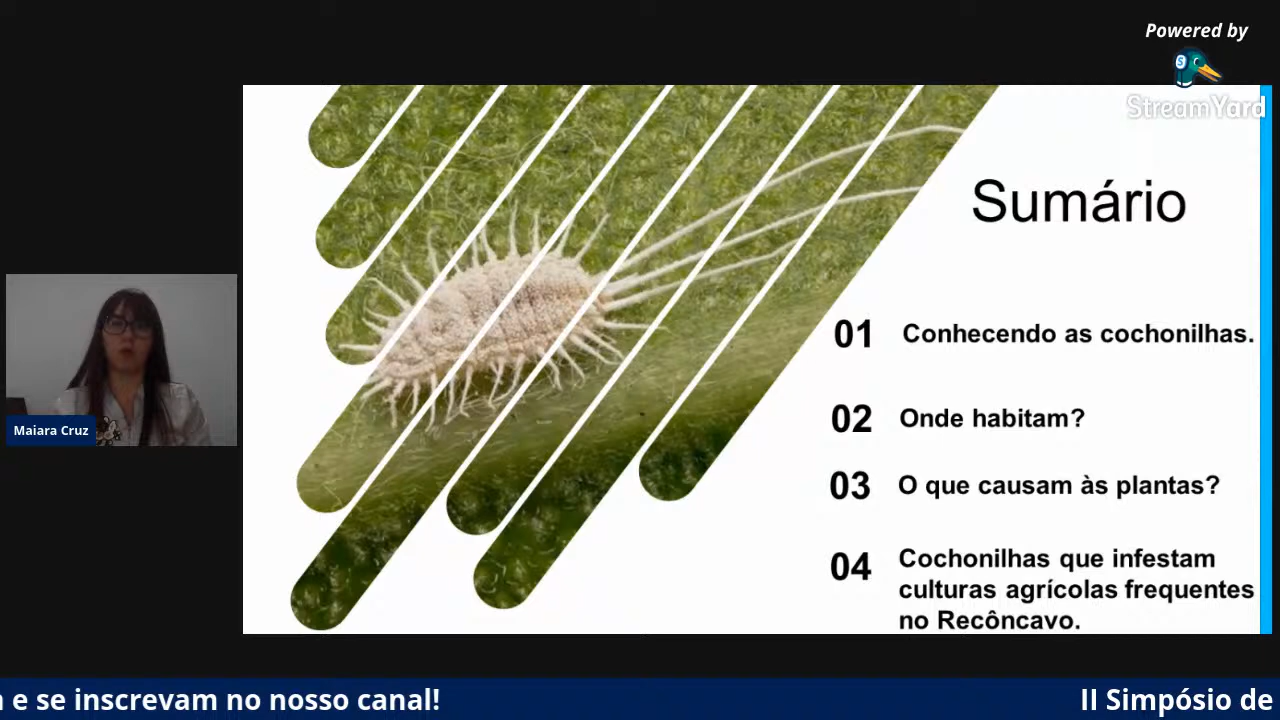 Powered by
StreamYard
Sumário
01 Conhecendo as cochonilhas.
02 Onde habitam?
03 O que causam às plantas?
04 Cochonilhas que infestam
culturas agrícolas frequentes
no Recôncavo.
Maiara Cruz
e se inscrevam no nosso canal!
II Simpósio de